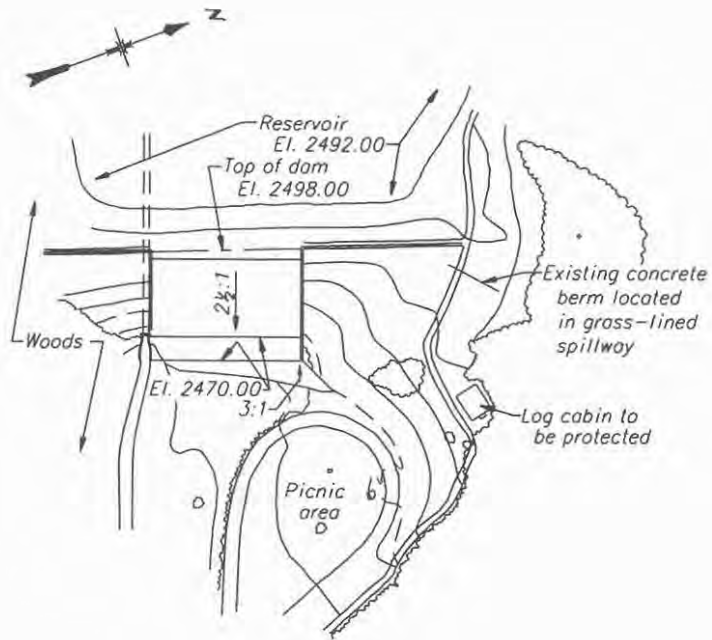 N
Reservoir
El. 2492.00
Top of dam
El. 2498.00
2½:1
Existing concrete
berm located
in grass-lined
spillway
Woods
El. 2470.00
3:1
Log cabin to
be protected
Picnic
area